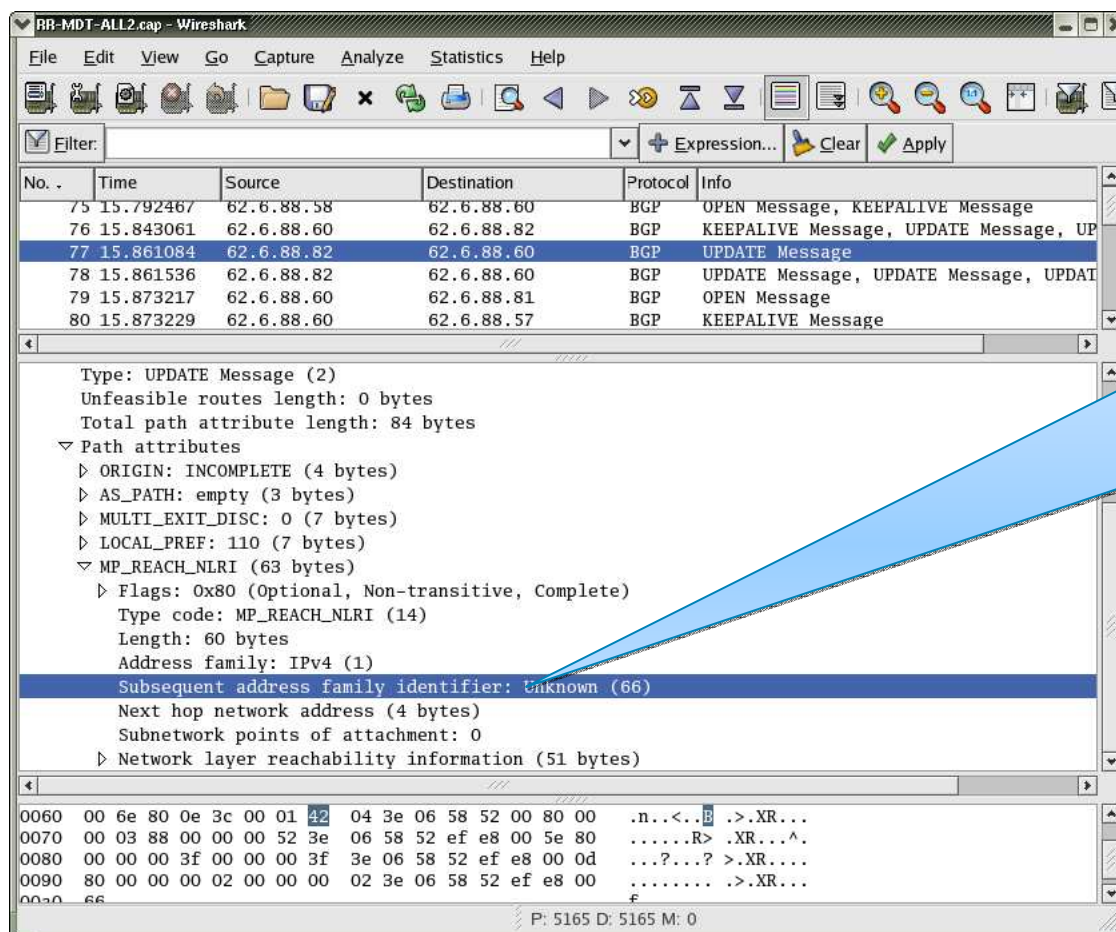 RR-MDT-ALL2.cap - Wireshark
File Edit View Go Capture Analyze Statistics Help
Filter: Expression... Clear Apply
No. . Time Source Destination Protocol Info
75 15.792467 62.6.88.58 62.6.88.60 BGP OPEN Message, KEEPALIVE Message
76 15.843061 62.6.88.60 62.6.88.82 BGP KEEPALIVE Message, UPDATE Message, UP
77 15.861084 62.6.88.82 62.6.88.60 BGP UPDATE Message
78 15.861536 62.6.88.82 62.6.88.60 BGP UPDATE Message, UPDATE Message, UPDAT
79 15.873217 62.6.88.60 62.6.88.81 BGP OPEN Message
80 15.873229 62.6.88.60 62.6.88.57 BGP KEEPALIVE Message
Type: UPDATE Message (2)
Unfeasible routes length: 0 bytes
Total path attribute length: 84 bytes
Path attributes
ORIGIN: INCOMPLETE (4 bytes)
AS_PATH: empty (3 bytes)
MULTI_EXIT_DISC: 0 (7 bytes)
LOCAL_PREF: 110 (7 bytes)
MP_REACH_NLRI (63 bytes)
Flags: 0x80 (Optional, Non-transitive, Complete)
Type code: MP_REACH_NLRI (14)
Length: 60 bytes
Address family: IPv4 (1)
Subsequent address family identifier: Unknown (66)
Next hop network address (4 bytes)
Subnetwork points of attachment: 0
Network layer reachability information (51 bytes)
0060 00 6e 80 0e 3c 00 01 42 04 3e 06 58 52 00 80 00 .n..<..B .>.XR...
0070 00 03 88 00 00 00 52 3e 06 58 52 ef e8 00 5e 80 ......R> .XR...^.
0080 00 00 00 3f 00 00 00 3f 3e 06 58 52 ef e8 00 0d ...?...? >.XR....
0090 80 00 00 00 02 00 00 00 02 3e 06 58 52 ef e8 00 ........ .>.XR...
00a0 66 f
P: 5165 D: 5165 M: 0